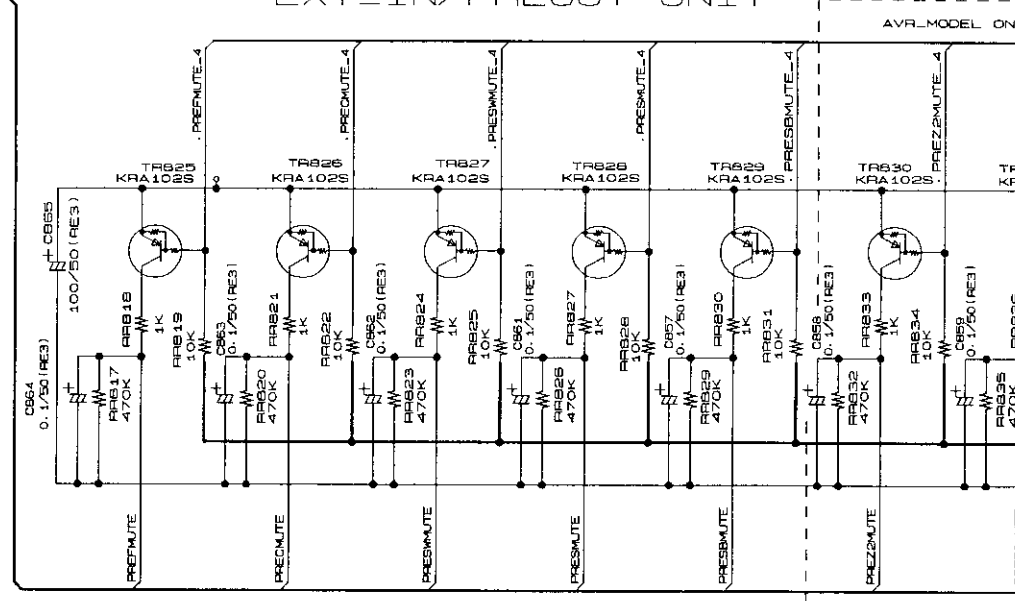 AVR_MODEL ON
.PREFMUTE_4
.PRECMUTE_4
.PRESWMUTE_4
.PRESMUTE_4
.PRESBMUTE_4
PREZ2MUTE_4
TR825
KRA102S
TR826
KRA102S
TR827
KRA102S
TR828
KRA102S
TR829
KRA102S
TR830
KRA102S
+ C865
100/50(RE3)
RR818
1K
RR819
10K
C863
0.1/50(RE3)
RR821
1K
RR822
10K
C862
0.1/50(RE3)
RR824
1K
RR825
10K
C861
0.1/50(RE3)
RR827
1K
RR828
10K
C857
0.1/50(RE3)
RR830
1K
RR831
10K
C858
0.1/50(RE3)
RR833
1K
RR834
10K
C859
0.1/50(RE3)
C864
0.1/50(RE3)
+
RR817
470K
+
RR820
470K
+
RR823
470K
+
RR826
470K
+
RR829
470K
+
RR832
470K
+
RR835
470K
PREFMUTE
PRECMUTE
PRESWMUTE
PRESMUTE
PRESBMUTE
PREZ2MUTE